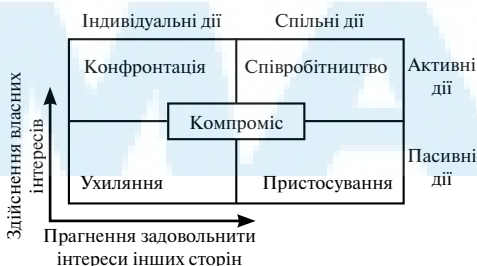 Індивідуальні дії Спільні дії
Конфронтація Співробітництво Активні
дії
Компроміс
Ухиляння Пристосування Пасивні
дії
Здійснення власних
інтересів
Прагнення задовольнити
інтереси інших сторін